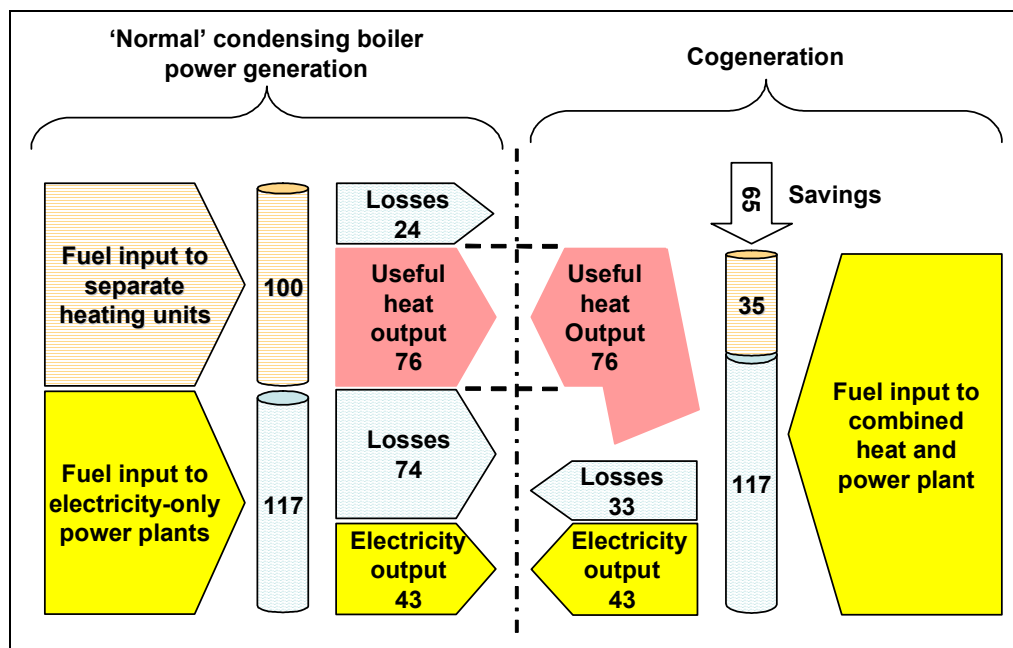 ‘Normal’ condensing boiler
power generation
Cogeneration
Fuel input to
separate
heating units
100
Losses
24
Useful
heat
output
76
Fuel input to
electricity-only
power plants
117
Losses
74
Electricity
output
43
65
Savings
Useful
heat
Output
76
35
117
Losses
33
Electricity
output
43
Fuel input to
combined
heat and
power plant